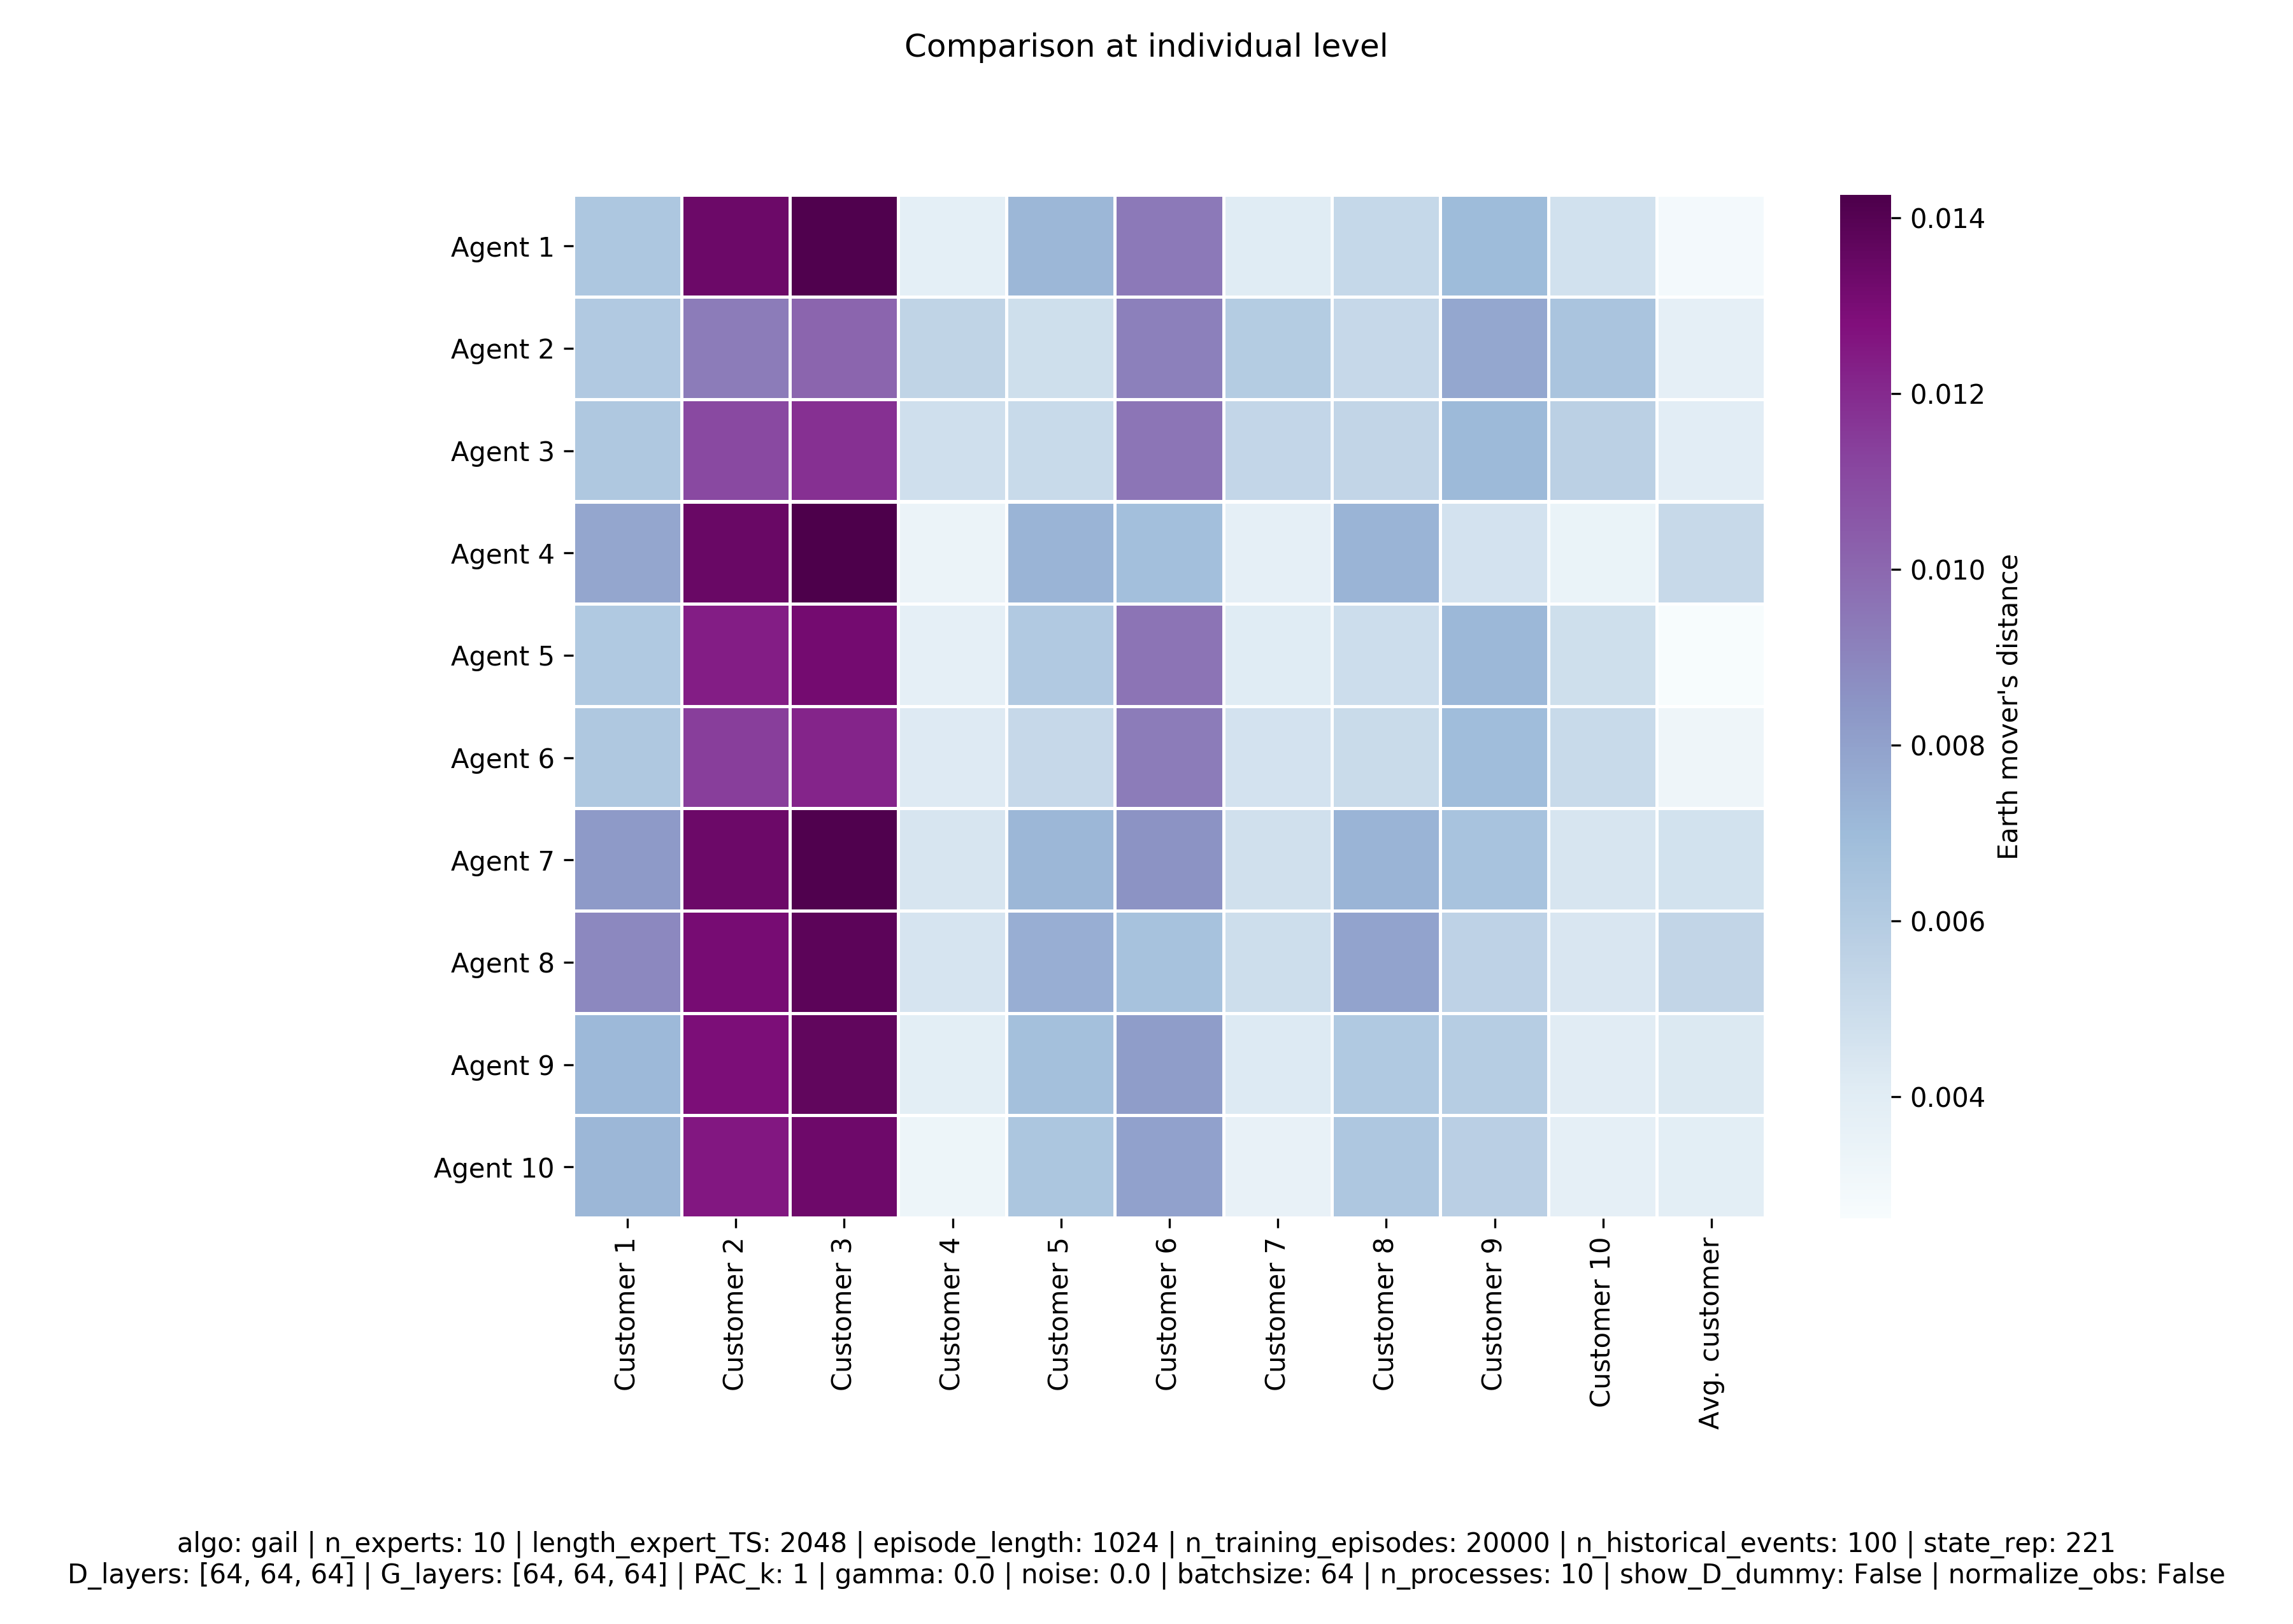 Comparison at individual level
Agent 1
Agent 2
Agent 3
Agent 4
Agent 5
Agent 6
Agent 7
Agent 8
Agent 9
Agent 10
Customer 1
Customer 2
Customer 3
Customer 4
Customer 5
Customer 6
Customer 7
Customer 8
Customer 9
Customer 10
Avg. customer
0.014
0.012
0.010
0.008
0.006
0.004
Earth mover's distance
algo: gail | n_experts: 10 | length_expert_TS: 2048 | episode_length: 1024 | n_training_episodes: 20000 | n_historical_events: 100 | state_rep: 221
D_layers: [64, 64, 64] | G_layers: [64, 64, 64] | PAC_k: 1 | gamma: 0.0 | noise: 0.0 | batchsize: 64 | n_processes: 10 | show_D_dummy: False | normalize_obs: False